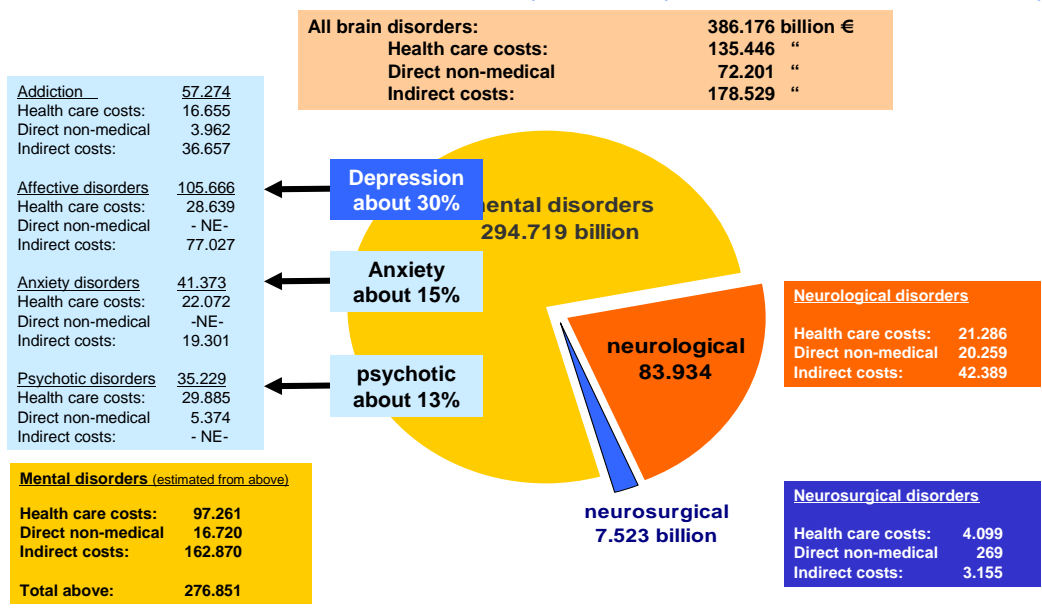 All brain disorders: 386.176 billion €
Health care costs: 135.446 “
Direct non-medical 72.201 “
Indirect costs: 178.529 “
Addiction 57.274
Health care costs: 16.655
Direct non-medical 3.962
Indirect costs: 36.657
Affective disorders 105.666
Health care costs: 28.639
Direct non-medical - NE-
Indirect costs: 77.027
Anxiety disorders 41.373
Health care costs: 22.072
Direct non-medical -NE-
Indirect costs: 19.301
Psychotic disorders 35.229
Health care costs: 29.885
Direct non-medical 5.374
Indirect costs: - NE-
Mental disorders (estimated from above)
Health care costs: 97.261
Direct non-medical 16.720
Indirect costs: 162.870
Total above: 276.851
Depression
about 30%
Anxiety
about 15%
psychotic
about 13%
ental disorders
294.719 billion
neurological
83.934
neurosurgical
7.523 billion
Neurological disorders
Health care costs: 21.286
Direct non-medical 20.259
Indirect costs: 42.389
Neurosurgical disorders
Health care costs: 4.099
Direct non-medical 269
Indirect costs: 3.155